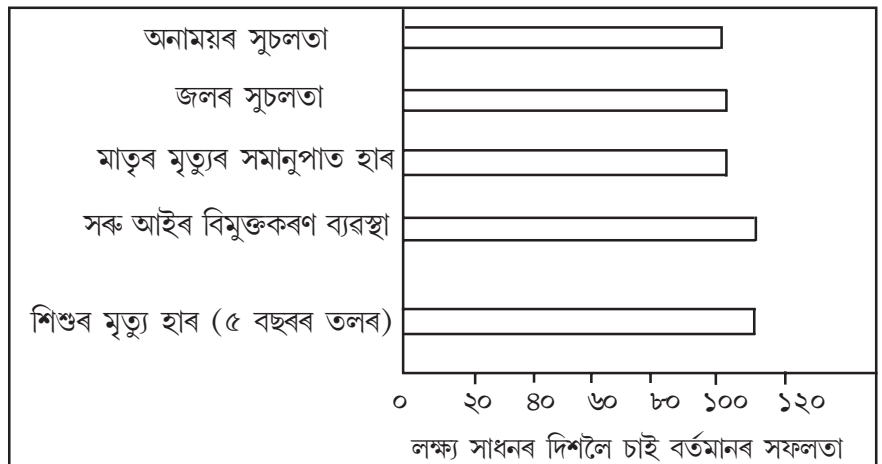 অনাময়ৰ সুচলতা
জলৰ সুচলতা
মাতৃৰ মৃত্যুৰ সমানুপাত হাৰ
সৰু আইৰ বিমুক্তকৰণ ব্যৱস্থা
শিশুৰ মৃত্যু হাৰ (৫ বছৰৰ তলৰ)
০ ২০ ৪০ ৬০ ৮০ ১০০ ১২০
লক্ষ্য সাধনৰ দিশলৈ চাই বৰ্তমানৰ সফলতা